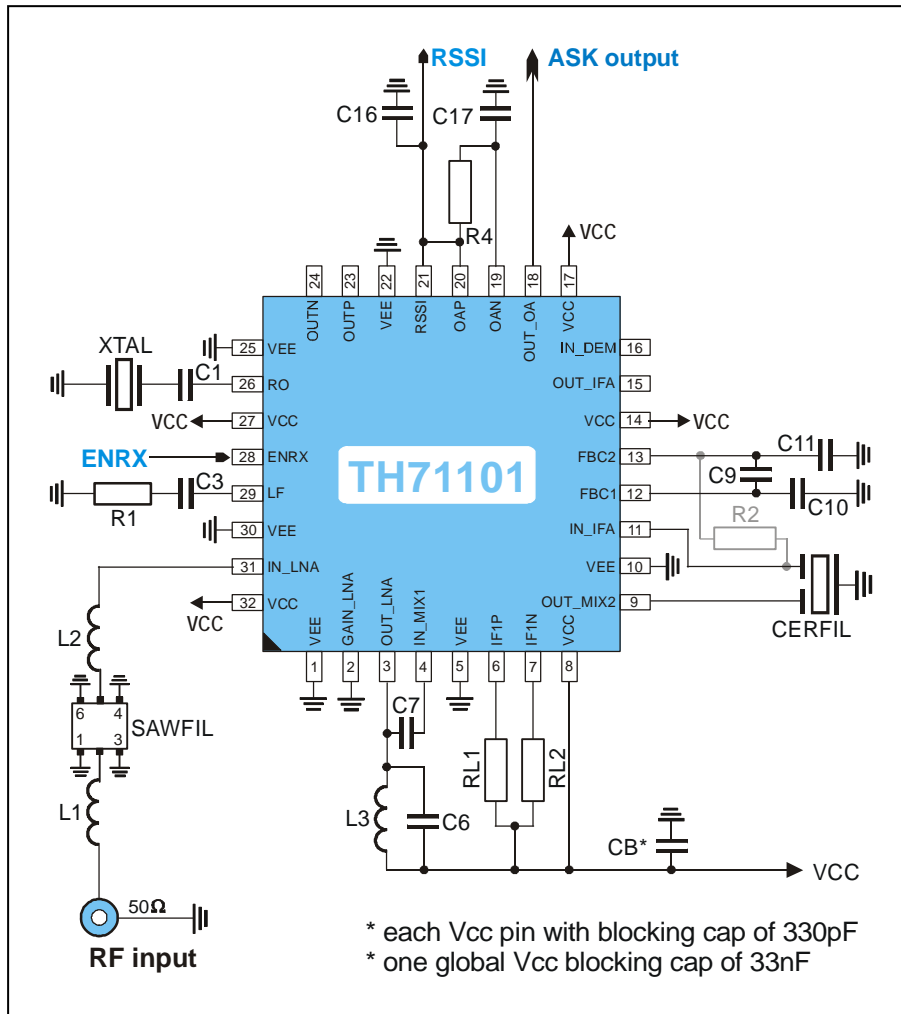 RSSI
ASK output
C16
C17
R4
VCC
24
23
22
21
20
19
18
17
OUTN
OUTP
VEE
RSSI
OAP
OAN
OUT_OA
VCC
XTAL
C1
25 VEE
26 RO
VCC
27 VCC
ENRX
28 ENRX
C3
29 LF
R1
30 VEE
31 IN_LNA
VCC
32 VCC
TH71101
IN_DEM 16
OUT_IFA 15
VCC 14
VCC
FBC2 13
C11
C9
FBC1 12
C10
R2
IN_IFA 11
VEE 10
OUT_MIX2 9
CERFIL
VEE
GAIN_LNA
OUT_LNA
IN_MIX1
VEE
IF1P
IF1N
VCC
1
2
3
4
5
6
7
8
L2
6 4
1 3
SAWFIL
L1
C7
L3
C6
RL1
RL2
CB*
VCC
50Ω
RF input
* each Vcc pin with blocking cap of 330pF
* one global Vcc blocking cap of 33nF